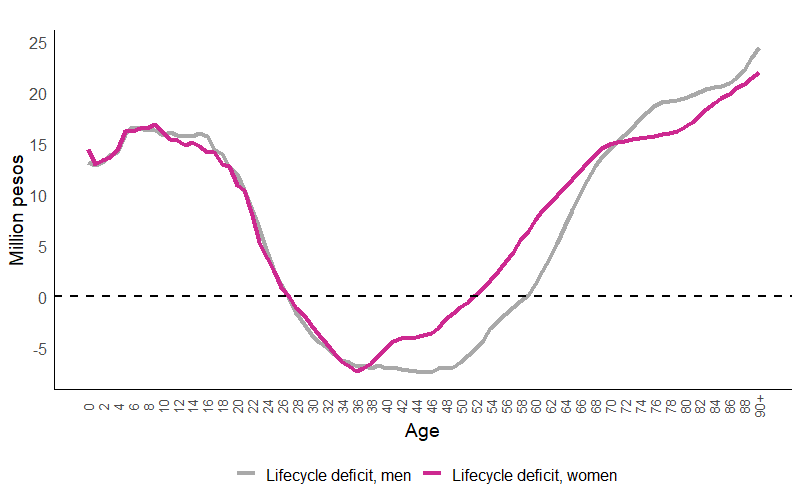 25
20
15
10
5
0
-5
Million pesos
0 2 4 6 8 10 12 14 16 18 20 22 24 26 28 30 32 34 36 38 40 42 44 46 48 50 52 54 56 58 60 62 64 66 68 70 72 74 76 78 80 82 84 86 88 90+
Age
Lifecycle deficit, men Lifecycle deficit, women